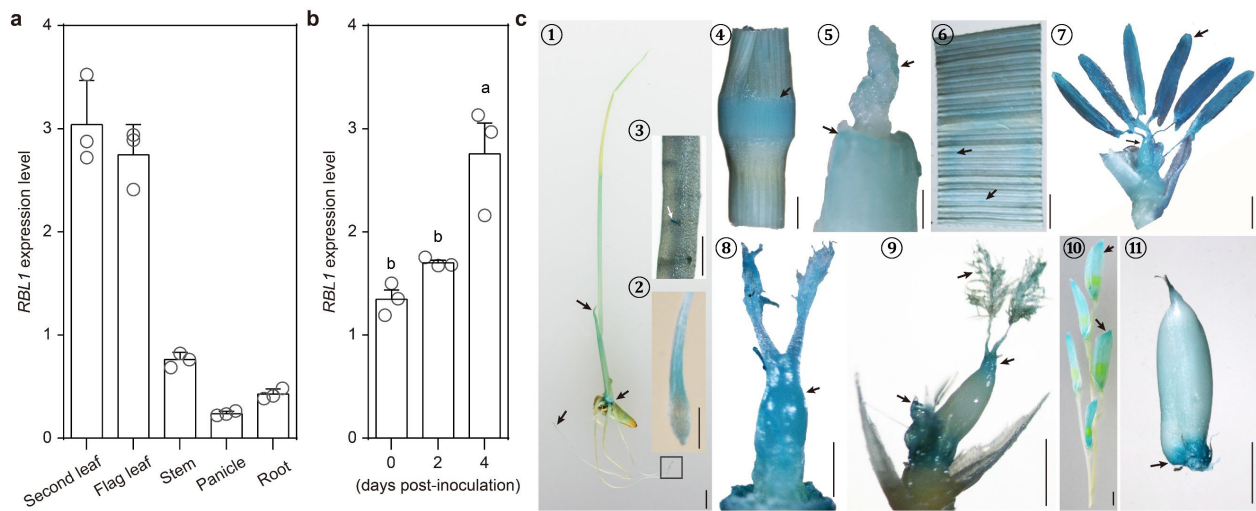 a
RBL1 expression level
4
3
2
1
0
Second leaf
Flag leaf
Stem
Panicle
Root
b
RBL1 expression level
4
3
2
1
0
b
b
a
0
2
4
(days post-inoculation)
c
①
②
③
④
⑤
⑥
⑦
⑧
⑨
⑩
⑪